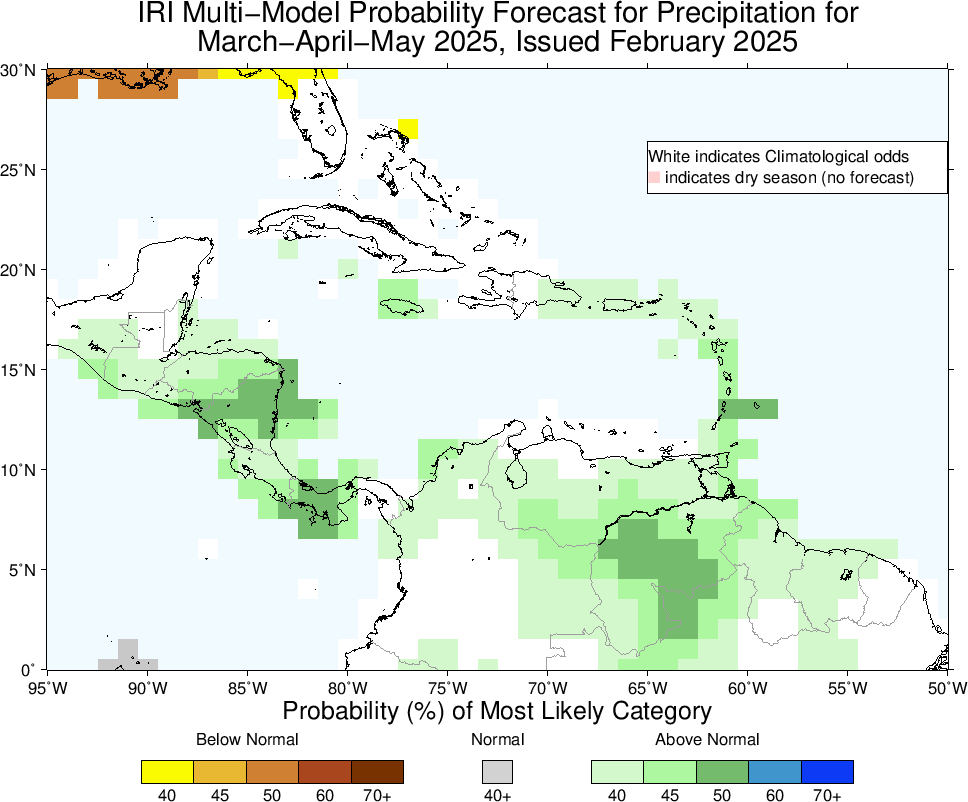 IRI Multi−Model Probability Forecast for Precipitation for
March−April−May 2025, Issued February 2025
30˚N
25˚N
20˚N
15˚N
10˚N
5˚N
0˚
White indicates Climatological odds
indicates dry season (no forecast)
95˚W 90˚W 85˚W 80˚W 75˚W 70˚W 65˚W 60˚W 55˚W 50˚W
Probability (%) of Most Likely Category
Below Normal Normal Above Normal
40 45 50 60 70+ 40+ 40 45 50 60 70+